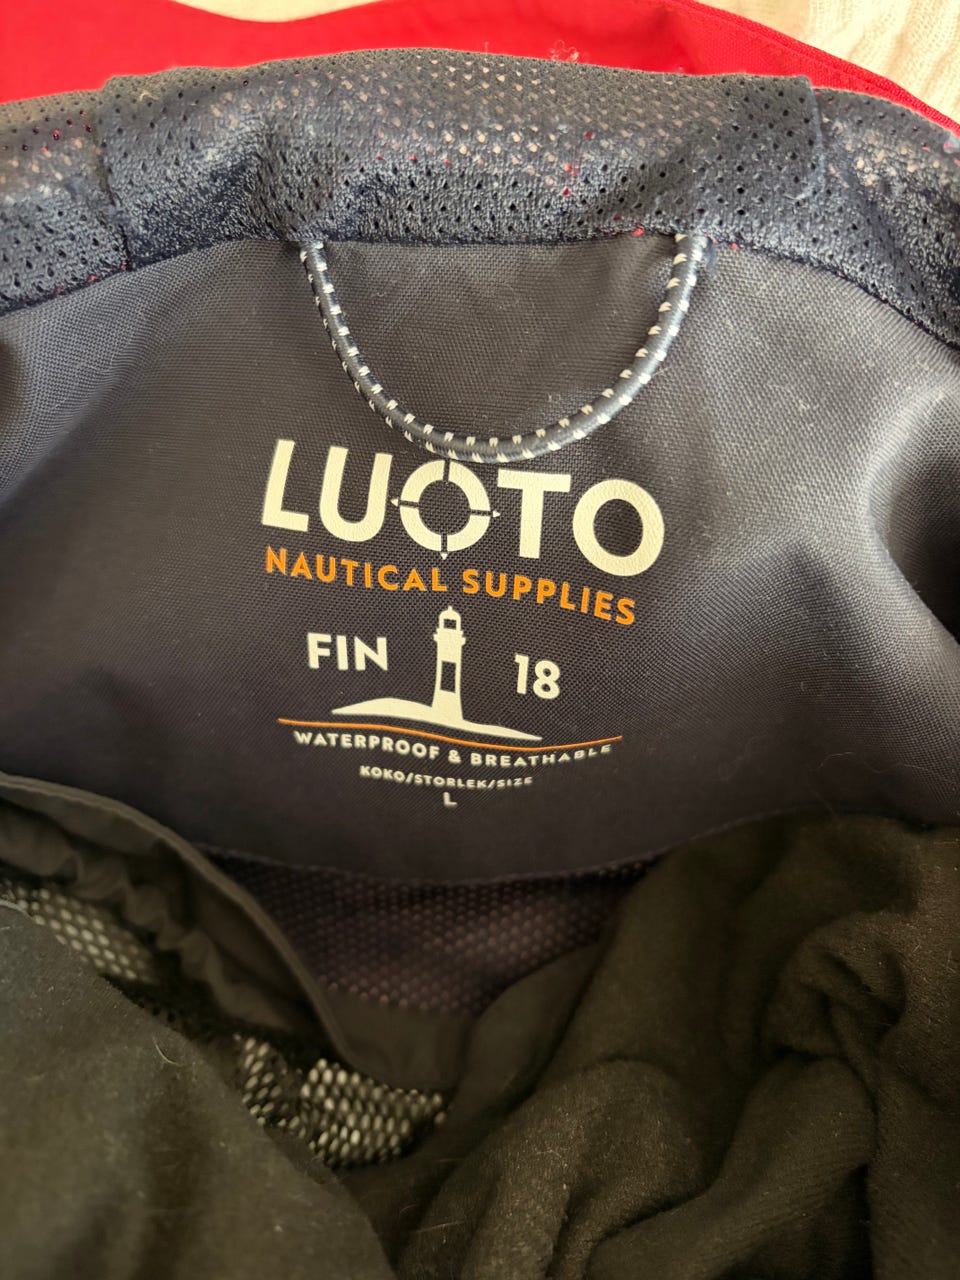 LUOTO
NAUTICAL SUPPLIES
FIN 18
WATERPROOF & BREATHABLE
KOKO/STORLEK/SIZE
L